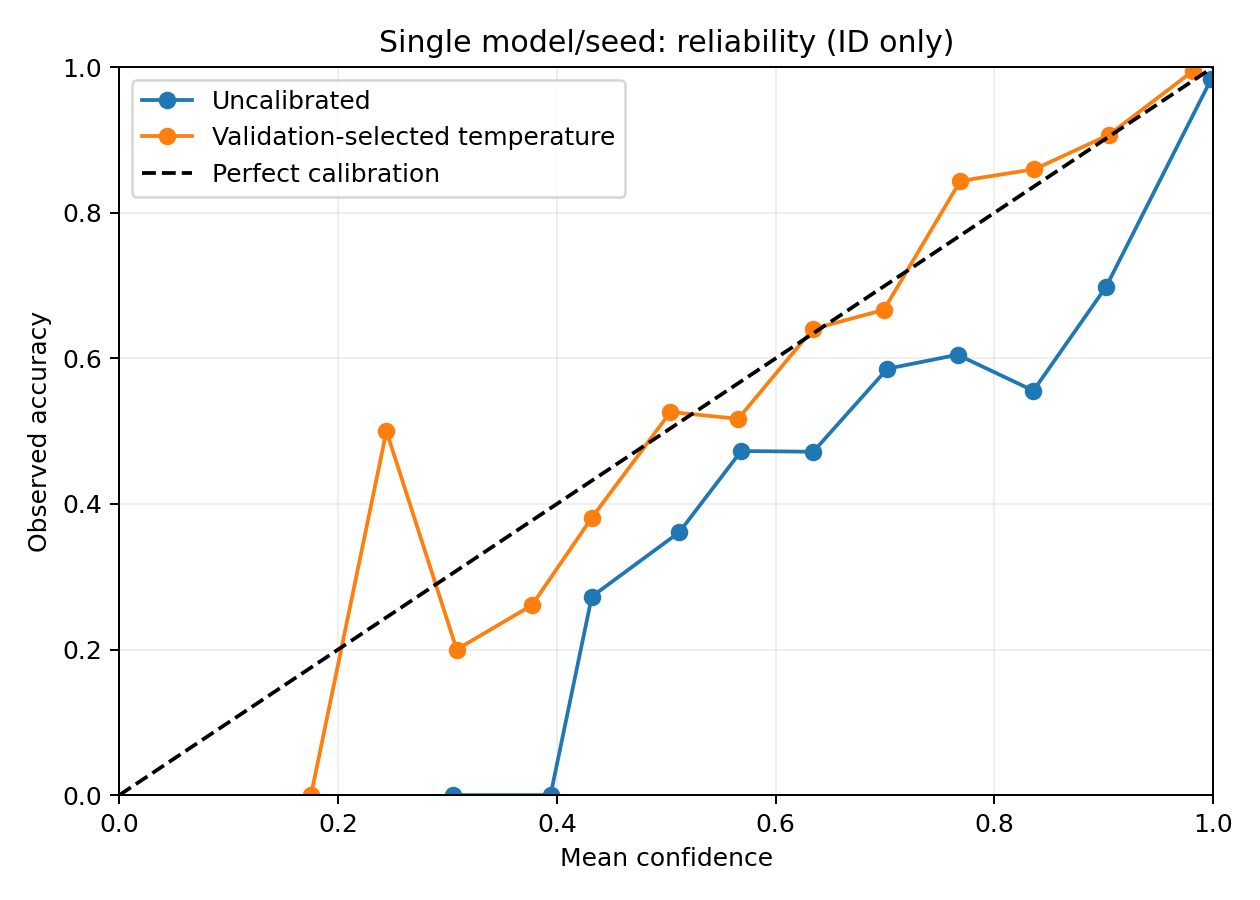 Single model/seed: reliability (ID only)
Uncalibrated
Validation-selected temperature
Perfect calibration
1.0
0.8
0.6
0.4
0.2
0.0
Observed accuracy
0.0 0.2 0.4 0.6 0.8 1.0
Mean confidence